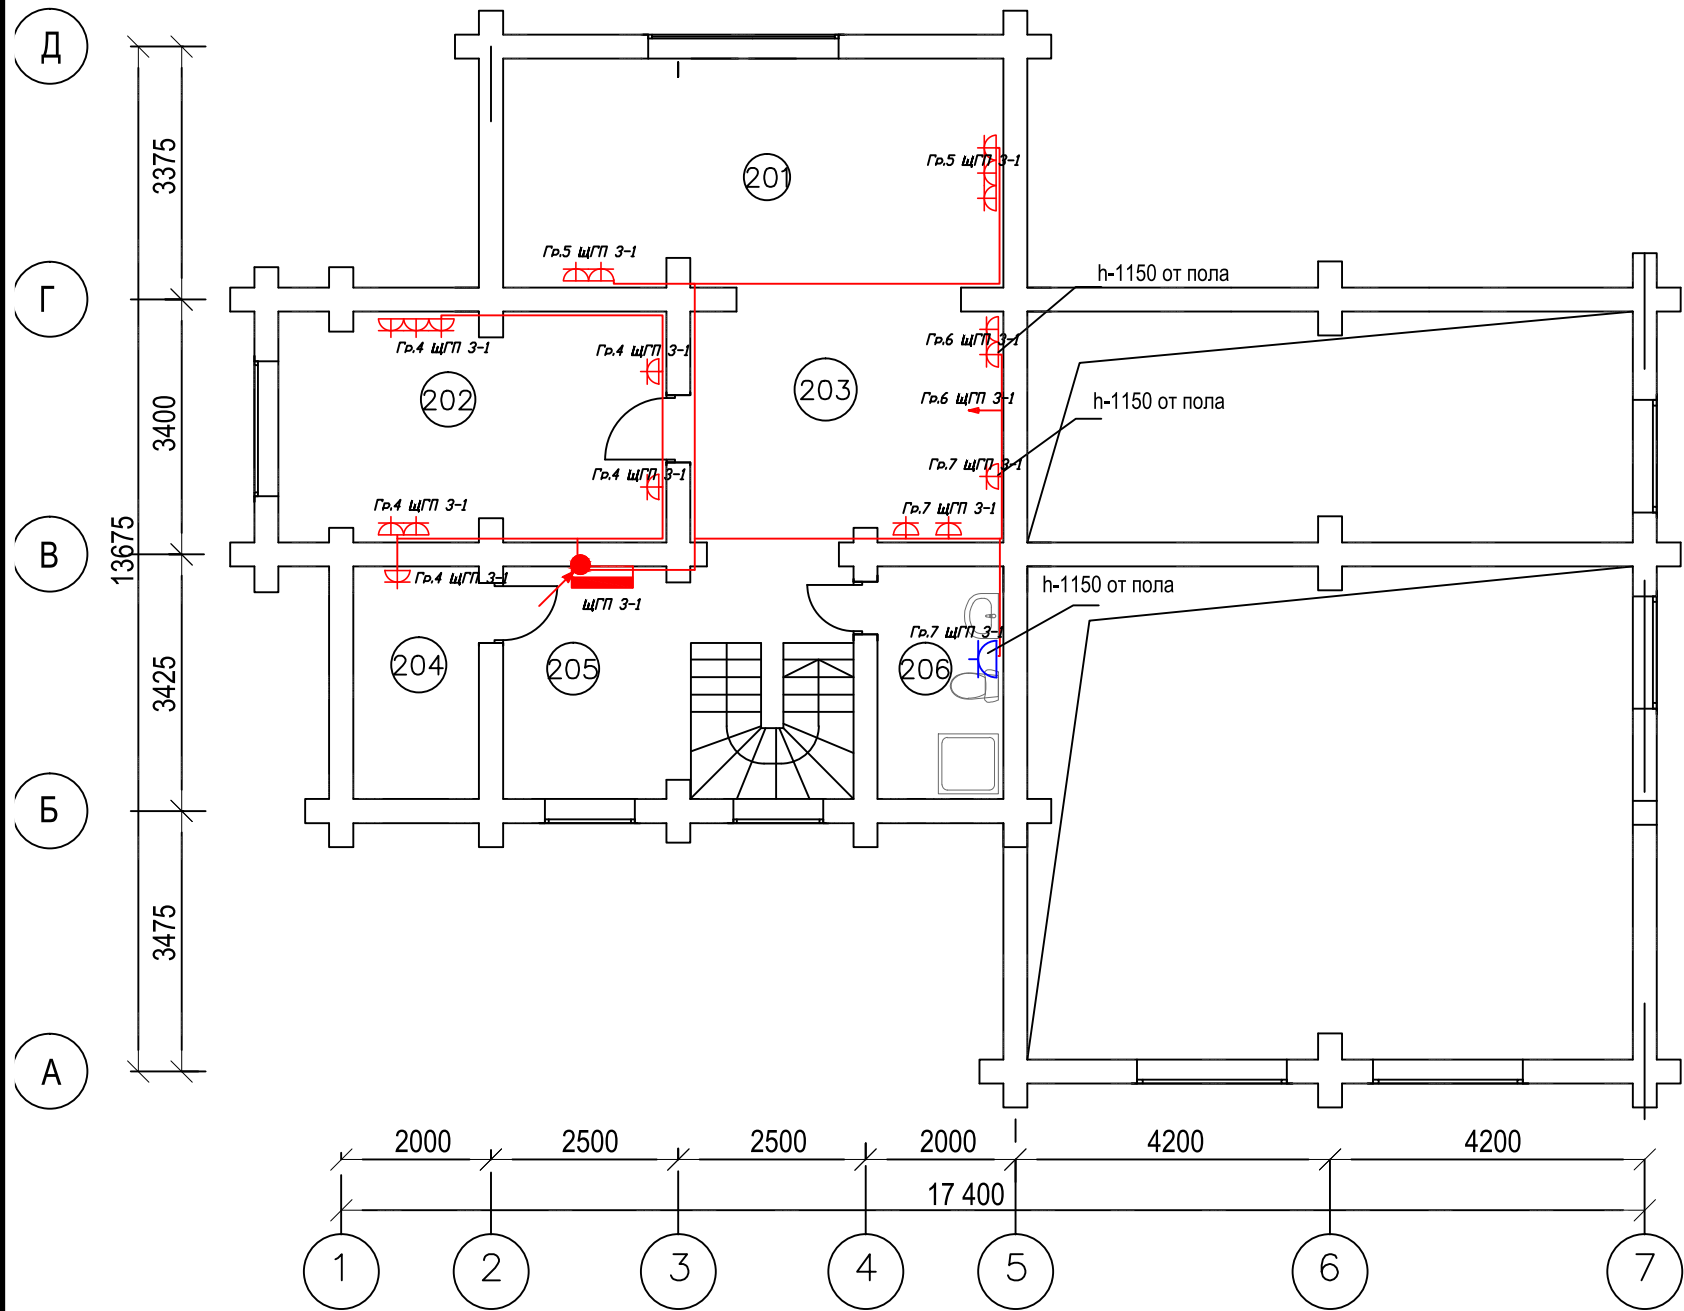 Д
3375
201
Гр.5 ЩГП 3-1
Гр.5 ЩГП 3-1
Г
h-1150 от пола
Гр.4 ЩГП 3-1
Гр.4 ЩГП 3-1
Гр.6 ЩГП 3-1
202
203
Гр.6 ЩГП 3-1
h-1150 от пола
3400
Гр.4 ЩГП 3-1
Гр.7 ЩГП 3-1
Гр.4 ЩГП 3-1
Гр.7 ЩГП 3-1
13675
В
Гр.4 ЩГП 3-1
h-1150 от пола
ЩГП 3-1
Гр.7 ЩГП 3-1
204
205
206
3425
Б
3475
А
2000
2500
2500
2000
4200
4200
17 400
1
2
3
4
5
6
7